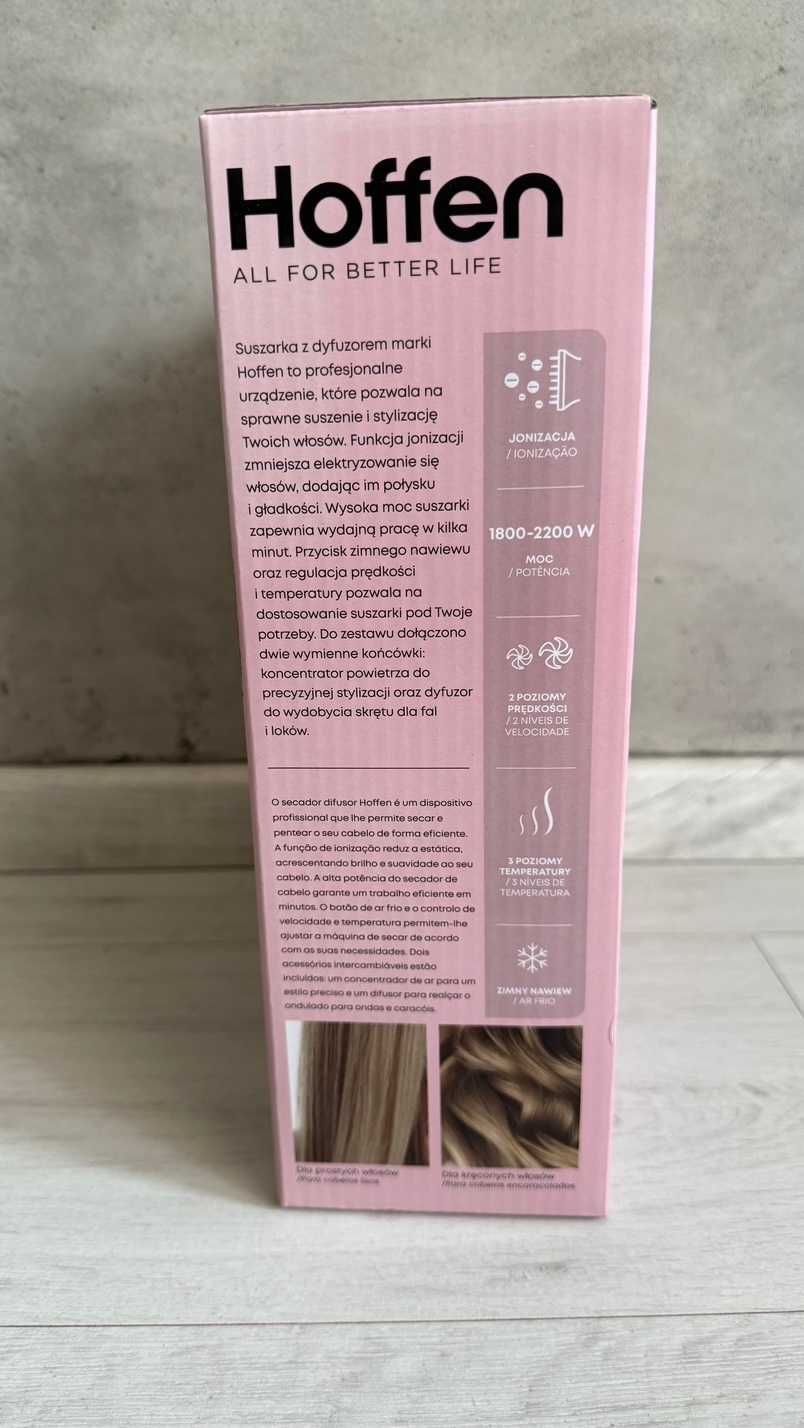 Hoffen
ALL FOR BETTER LIFE
Suszarka z dyfuzorem marki
Hoffen to profesjonalne
urządzenie, które pozwala na
sprawne suszenie i stylizację
Twoich włosów. Funkcja jonizacji
zmniejsza elektryzowanie się
włosów, dodając im połysku
i gładkości. Wysoka moc suszarki
zapewnia wydajną pracę w kilka
minut. Przycisk zimnego nawiewu
oraz regulacja prędkości
i temperatury pozwala na
dostosowanie suszarki pod Twoje
potrzeby. Do zestawu dołączono
dwie wymienne końcówki:
koncentrator powietrza do
precyzyjnej stylizacji oraz dyfuzor
do wydobycia skrętu dla fal
i loków.
O secador difusor Hoffen é um dispositivo
profissional que lhe permite secar e
pentear o seu cabelo de forma eficiente.
A função de ionização reduz a estática,
acrescentando brilho e suavidade ao seu
cabelo. A alta potência do secador de
cabelo garante um trabalho eficiente em
minutos. O botão de ar frio e o controlo de
velocidade e temperatura permitem-lhe
ajustar a máquina de secar de acordo
com as suas necessidades. Dois
acessórios intercambiáveis estão
incluídos: um concentrador de ar para um
estilo preciso e um difusor para realçar o
ondulado para ondas e caracóis.
JONIZACJA
/ IONIZAÇÃO
1800-2200 W
MOC
/ POTÊNCIA
2 POZIOMY
PRĘDKOŚCI
/ 2 NÍVEIS DE
VELOCIDADE
3 POZIOMY
TEMPERATURY
/ 3 NÍVEIS DE
TEMPERATURA
ZIMNY NAWIEW
/ AR FRIO
Dla prostych włosów
/Para cabelos lisos
Dla kręconych włosów
/Para cabelos encaracolados